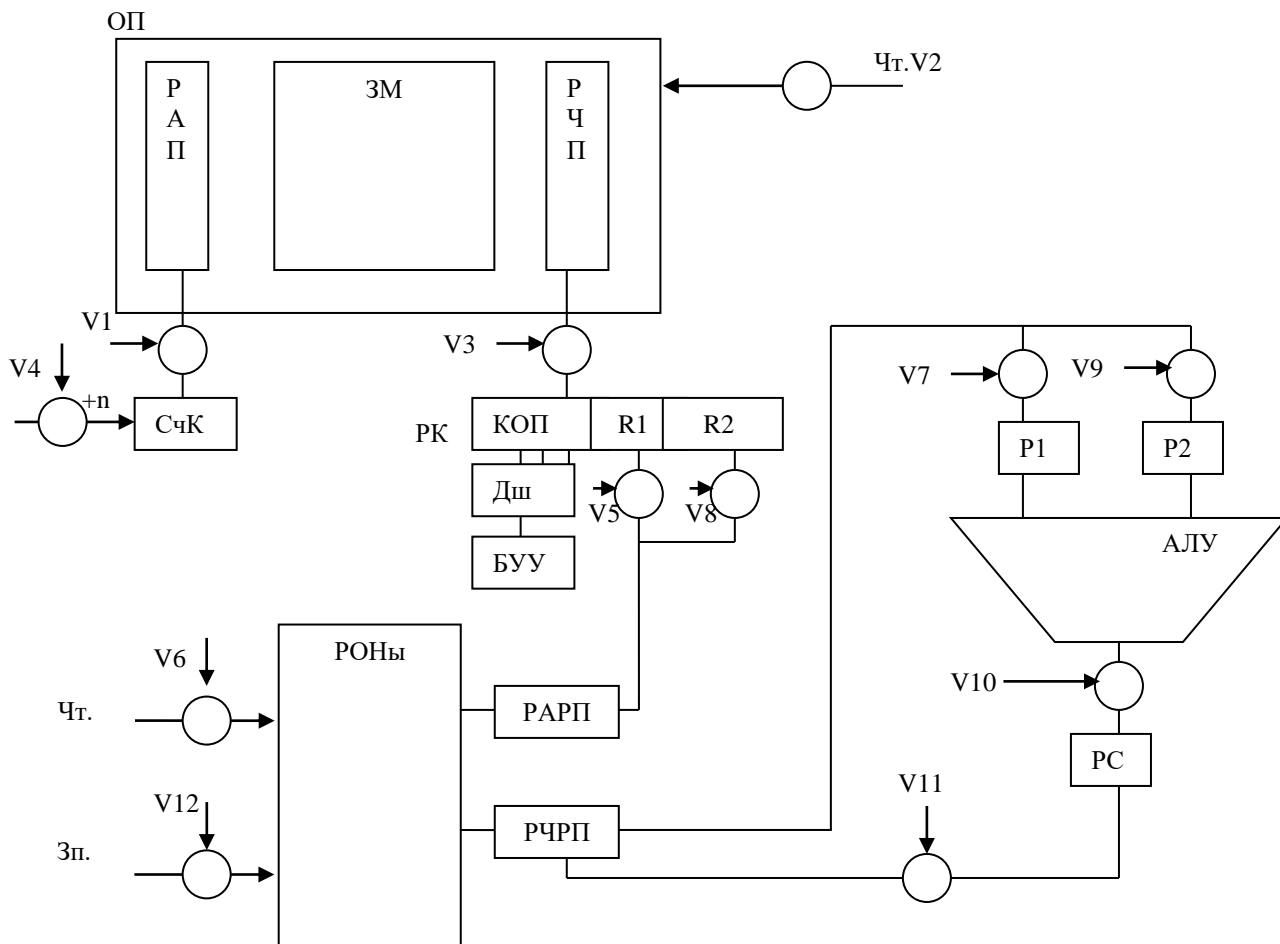 ОП
Р
А
П
ЗМ
Р
Ч
П
Чт.V2
V1
V3
V4
+n
СчК
РК
КОП
R1
R2
V7
V9
Р1
Р2
Дш
V5
V8
БУУ
АЛУ
РОНы
V6
Чт.
РАРП
V10
РС
V12
V11
Зп.
РЧРП